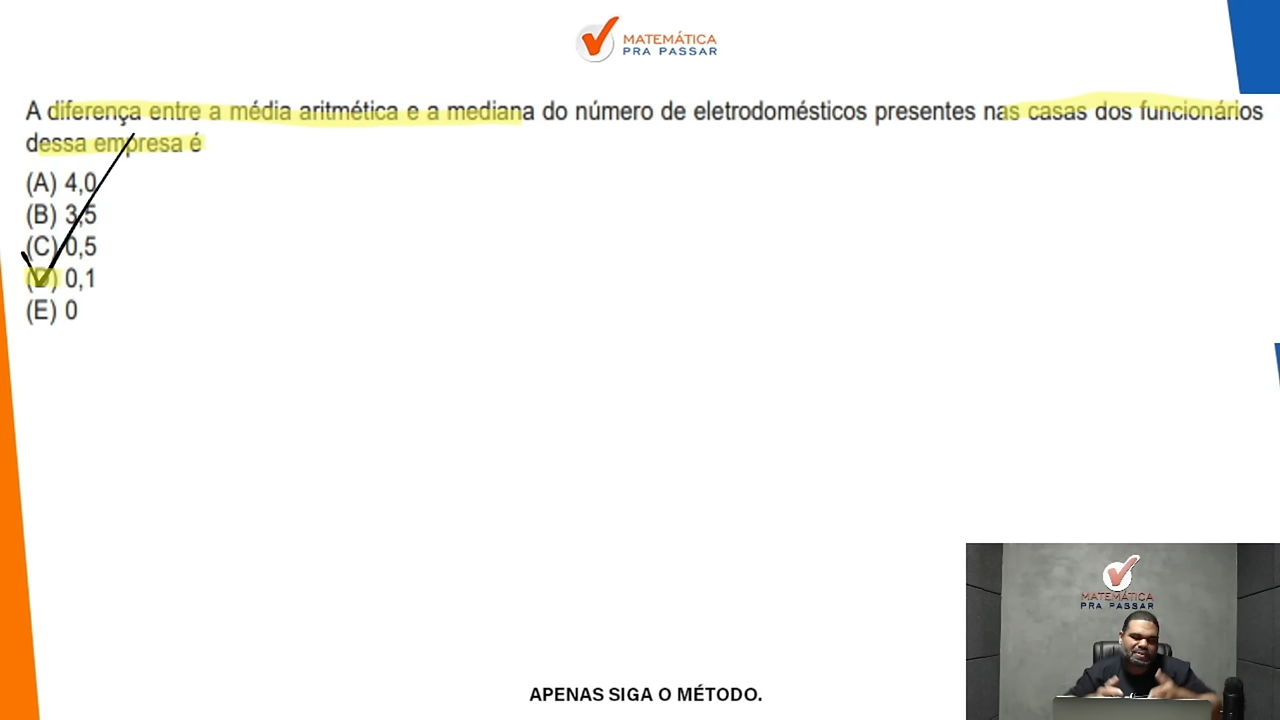 MATEMÁTICA
PRA PASSAR
A diferença entre a média aritmética e a mediana do número de eletrodomésticos presentes nas casas dos funcionários
dessa empresa é
(A) 4,0
(B) 3,5
(C) 0,5
(D) 0,1
(E) 0
MATEMÁTICA
PRA PASSAR
APENAS SIGA O MÉTODO.